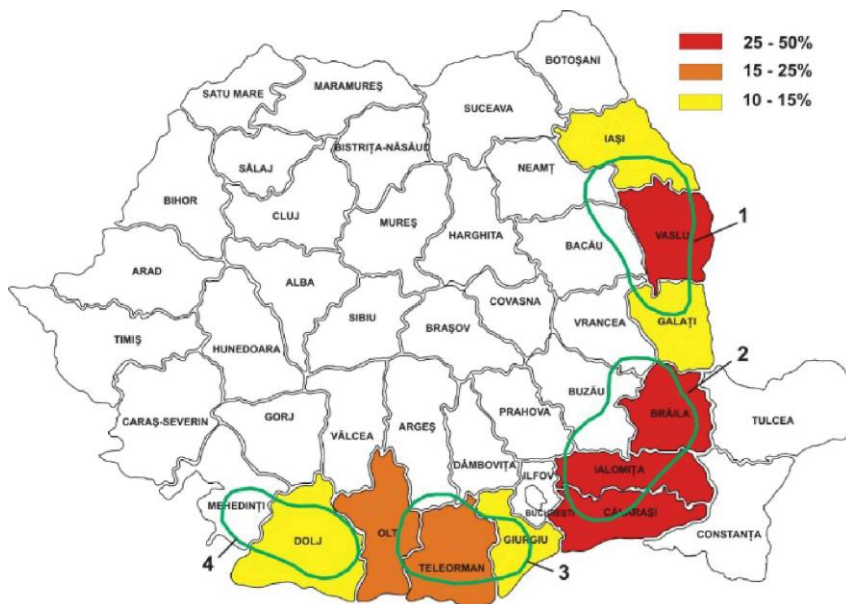 25 - 50%
15 - 25%
10 - 15%
BOTOŞANI
SATU MARE
MARAMUREŞ
SUCEAVA
IAŞI
BISTRIŢA-NĂSĂUD
SĂLAJ
NEAMŢ
BIHOR
CLUJ
MUREŞ
HARGHITA
BACĂU
VASLU
1
ARAD
ALBA
COVASNA
TIMIŞ
HUNEDOARA
SIBIU
BRAŞOV
VRANCEA
GALAŢI
2
BUZĂU
BRĂILA
CARAŞ-SEVERIN
GORJ
VÂLCEA
ARGEŞ
PRAHOVA
TULCEA
DÂMBOVIŢA
ILFOV
IALOMIŢA
MEHEDINŢI
BUCUREŞTI
CĂLĂRAŞI
DOLJ
OLT
GIURGIU
CONSTANŢA
4
TELEORMAN
3